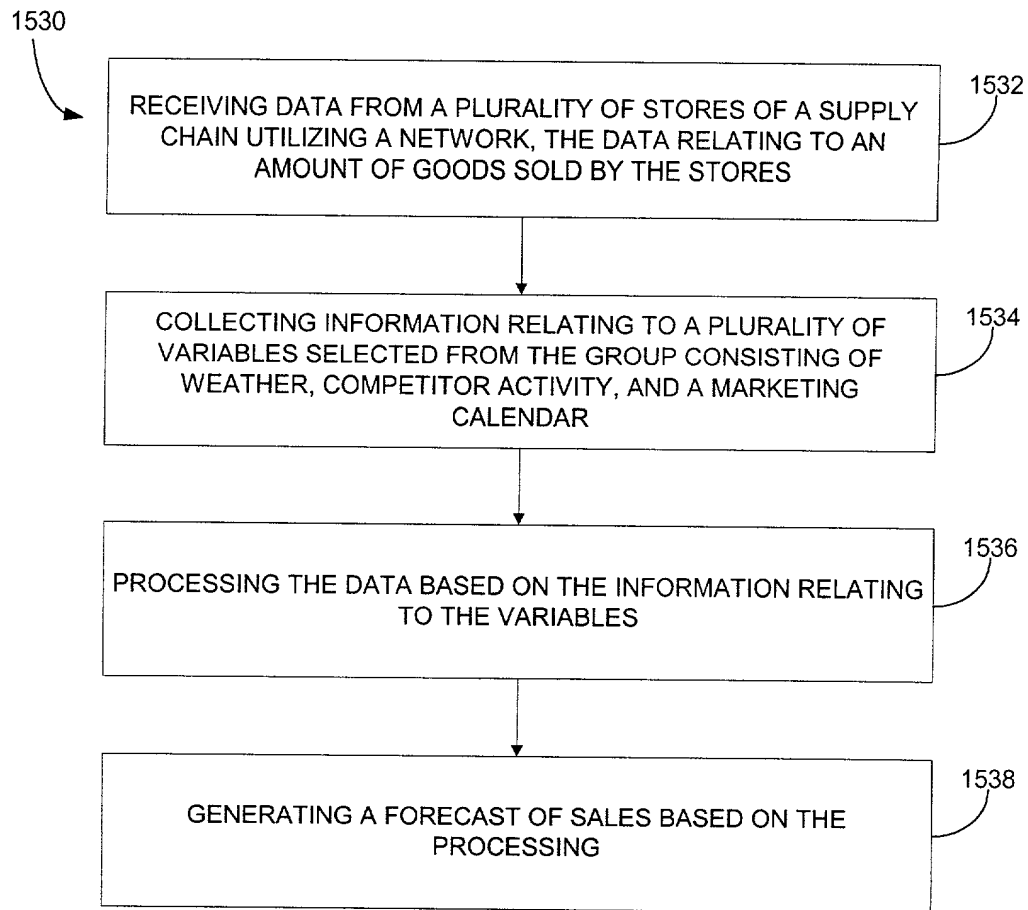 1530
1532
RECEIVING DATA FROM A PLURALITY OF STORES OF A SUPPLY
CHAIN UTILIZING A NETWORK, THE DATA RELATING TO AN
AMOUNT OF GOODS SOLD BY THE STORES
1534
COLLECTING INFORMATION RELATING TO A PLURALITY OF
VARIABLES SELECTED FROM THE GROUP CONSISTING OF
WEATHER, COMPETITOR ACTIVITY, AND A MARKETING
CALENDAR
1536
PROCESSING THE DATA BASED ON THE INFORMATION RELATING
TO THE VARIABLES
1538
GENERATING A FORECAST OF SALES BASED ON THE
PROCESSING